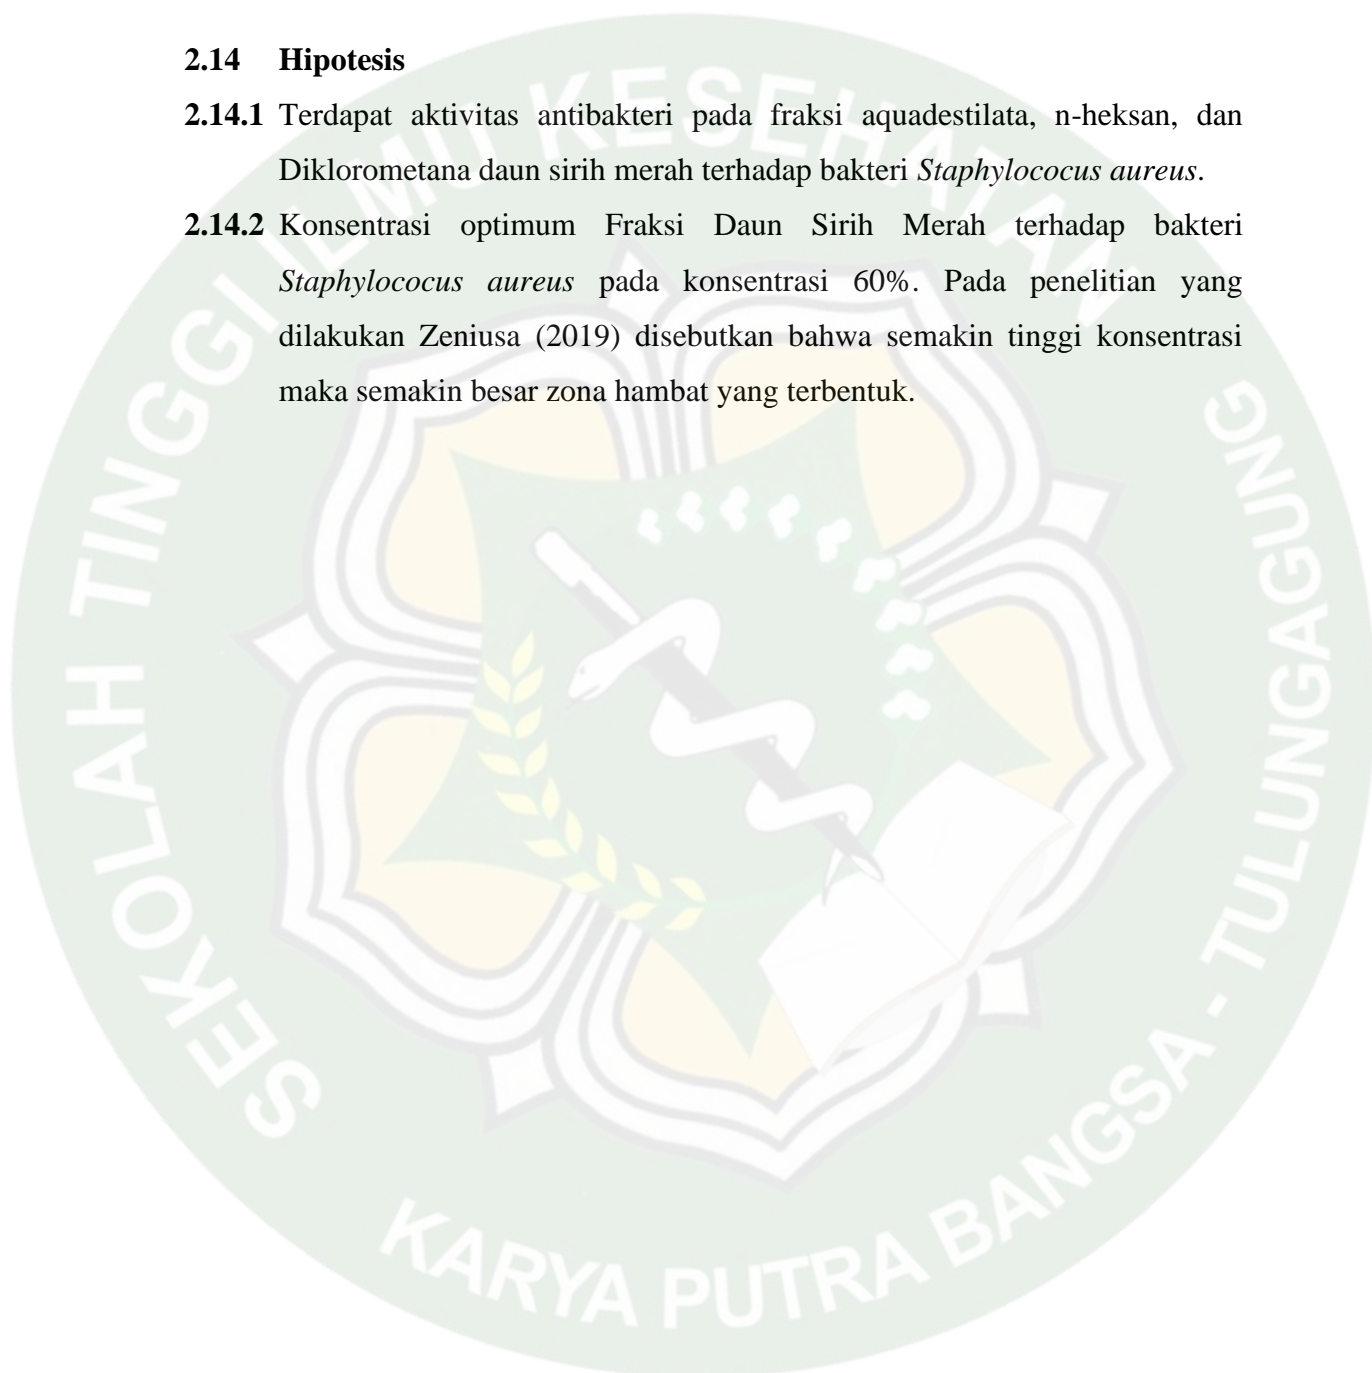 2.14 Hipotesis
2.14.1 Terdapat aktivitas antibakteri pada fraksi aquadestilata, n-heksan, dan
Diklorometana daun sirih merah terhadap bakteri Staphylococus aureus.
2.14.2 Konsentrasi optimum Fraksi Daun Sirih Merah terhadap bakteri
Staphylococus aureus pada konsentrasi 60%. Pada penelitian yang
dilakukan Zeniusa (2019) disebutkan bahwa semakin tinggi konsentrasi
maka semakin besar zona hambat yang terbentuk.
SEKOLAH TINGGI ILMU KESEHATAN
KARYA PUTRA BANGSA - TULUNGAGUNG